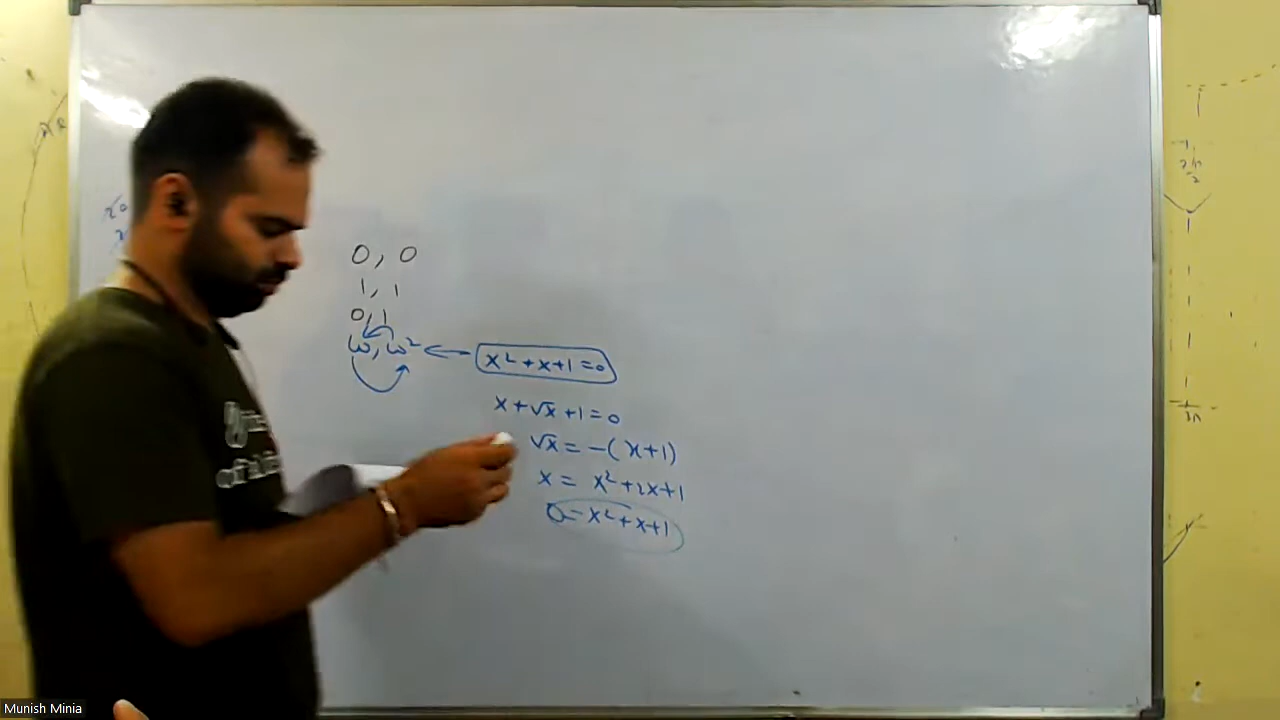 0, 0
1, 1
0, 1
ω, ω² ← x²+x+1=0
x+√x+1=0
√x = -(x+1)
x = x²+2x+1
0=x²+x+1
Munish Minia